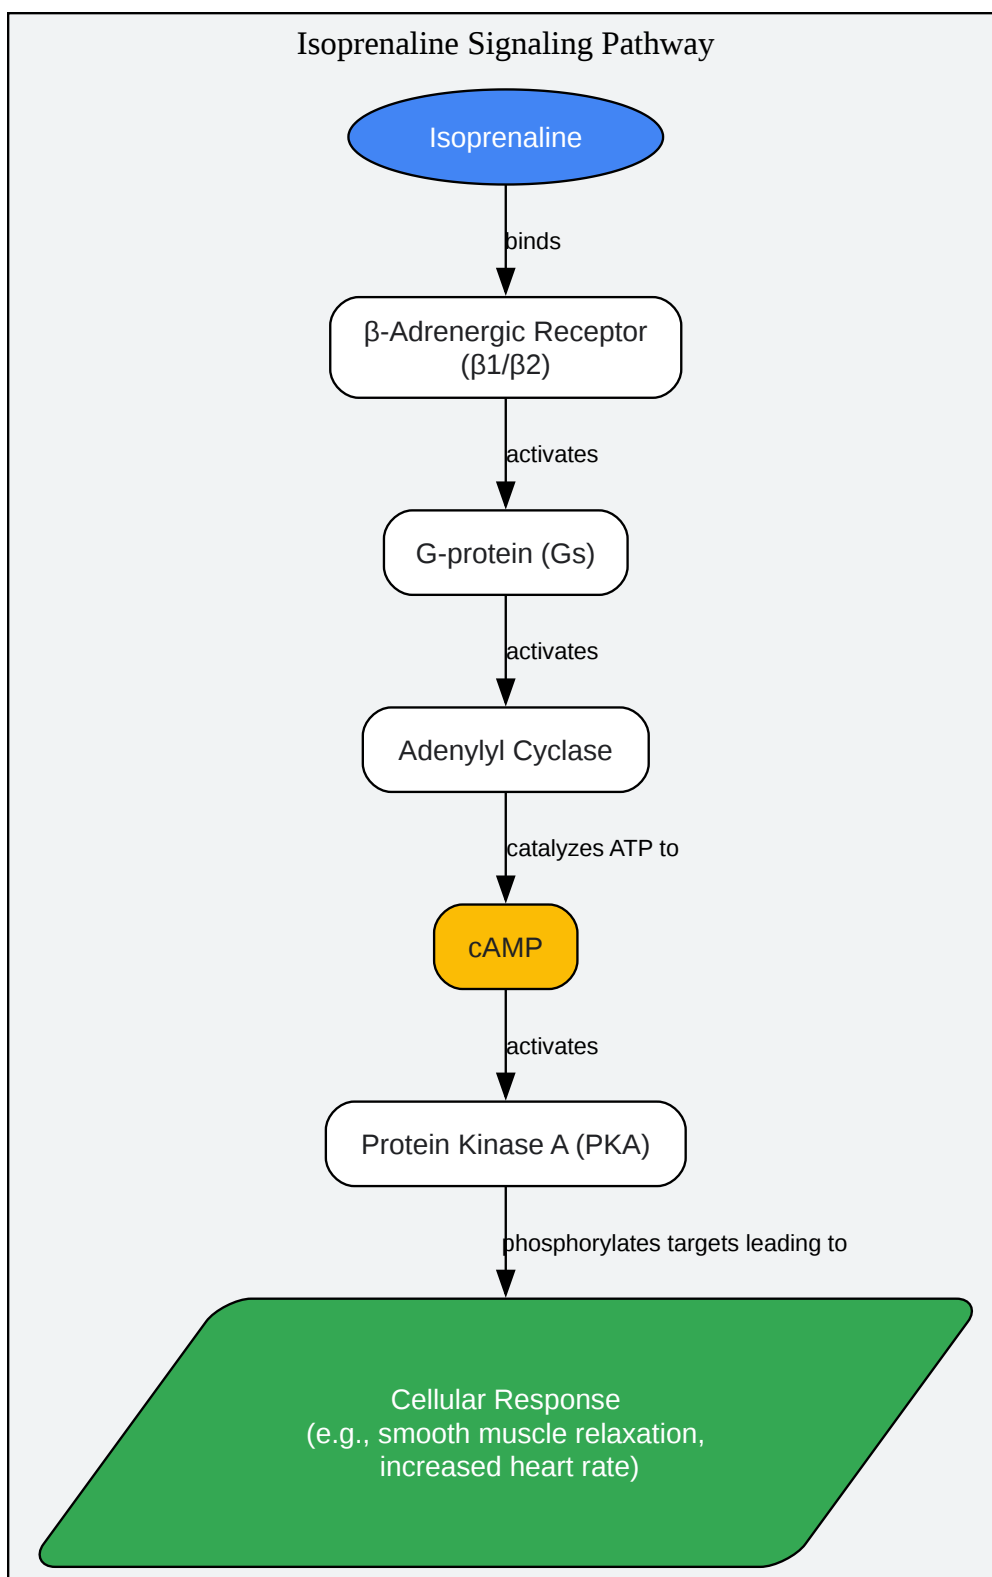 Isoprenaline Signaling Pathway
Isoprenaline
binds
β-Adrenergic Receptor
(β1/β2)
activates
G-protein (Gs)
activates
Adenylyl Cyclase
catalyzes ATP to
cAMP
activates
Protein Kinase A (PKA)
phosphorylates targets leading to
Cellular Response
(e.g., smooth muscle relaxation,
increased heart rate)